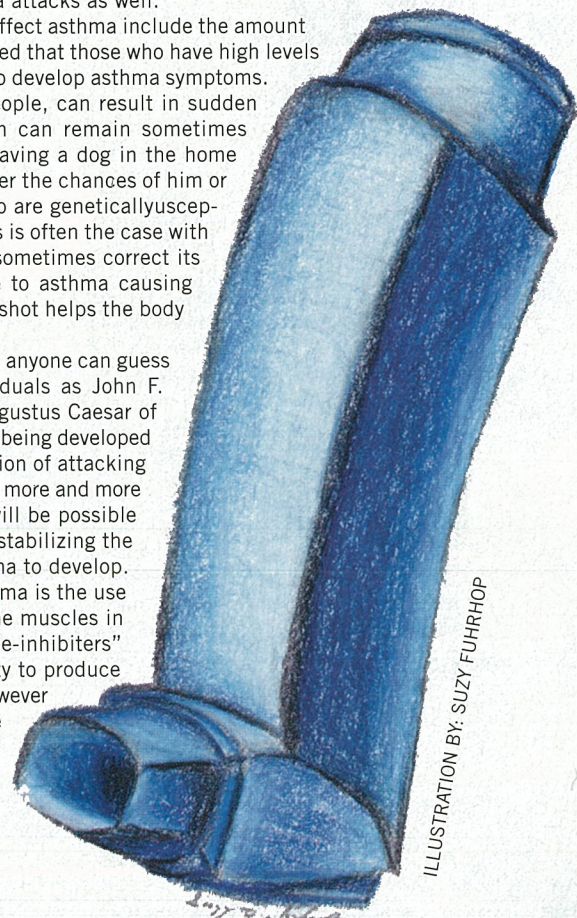 attacks as well.
ffect asthma include the amount
ed that those who have high levels
o develop asthma symptoms.
ople, can result in sudden
n can remain sometimes
aving a dog in the home
er the chances of him or
o are geneticallyuscep-
s is often the case with
sometimes correct its
e to asthma causing
shot helps the body
anyone can guess
duals as John F.
gustus Caesar of
being developed
ion of attacking
more and more
ill be possible
stabilizing the
na to develop.
ma is the use
e muscles in
e-inhibiters”
ty to produce
wever
ILLUSTRATION BY: SUZY FUHRHOP